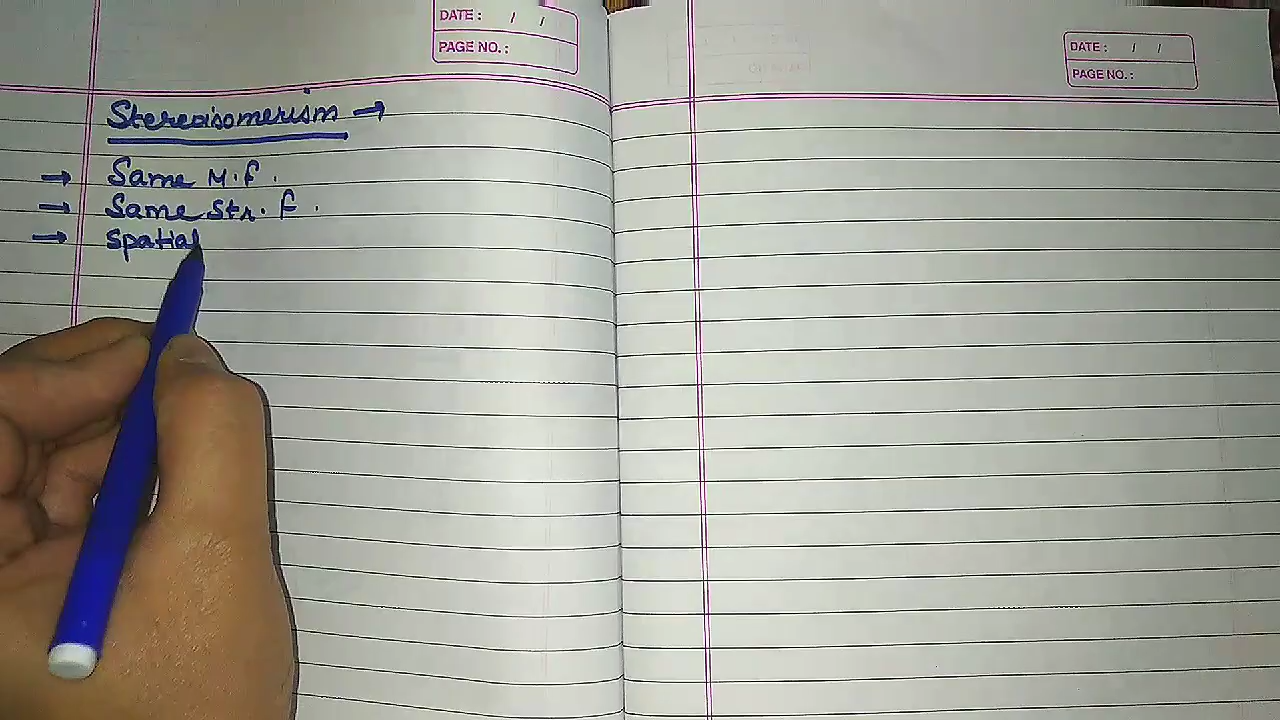 DATE : / /
PAGE NO. :
Stereoisomerism →
→ Same M.f.
→ Same Str. f.
→ Spatial
DATE : / /
PAGE NO. :